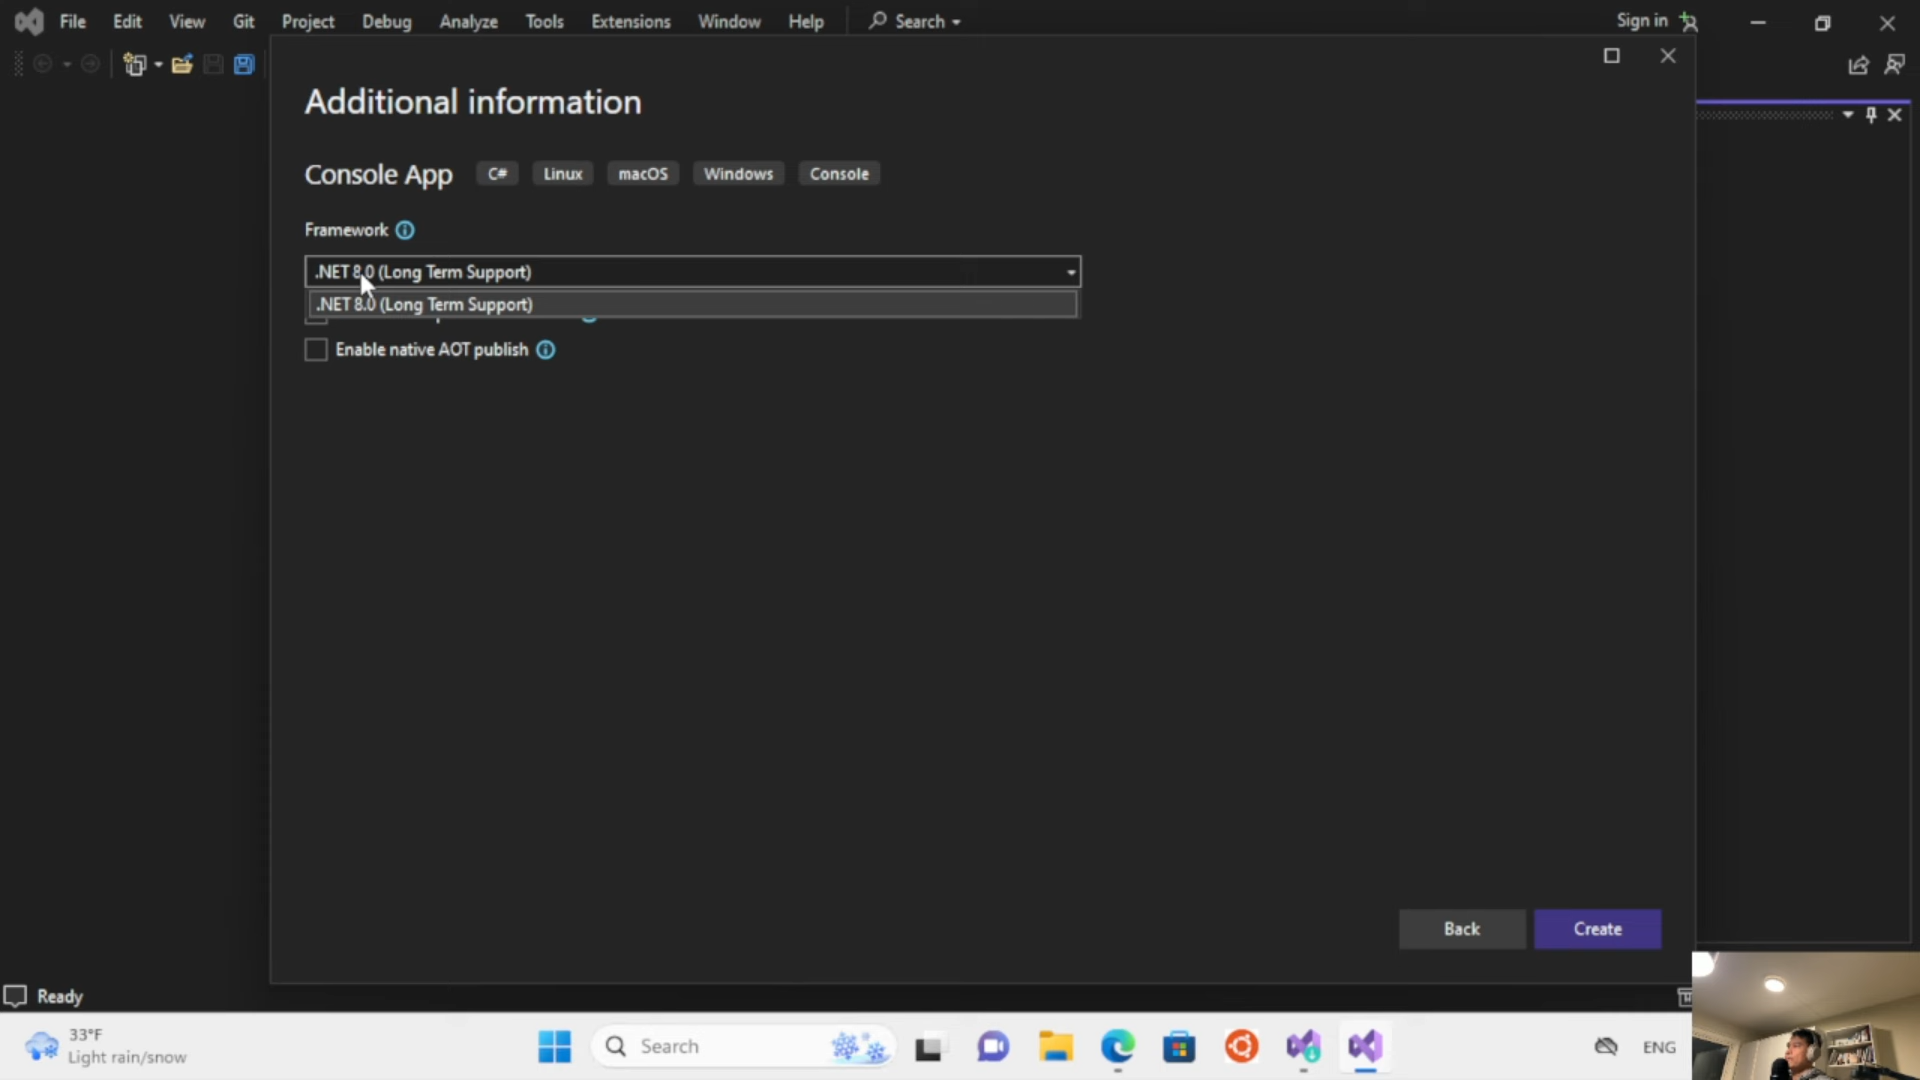 File Edit View Git Project Debug Analyze Tools Extensions Window Help Search Sign in
Additional information
Console App C# Linux macOS Windows Console
Framework
.NET 8.0 (Long Term Support)
.NET 8.0 (Long Term Support)
Enable native AOT publish
Back Create
Ready
33°F
Light rain/snow
Search
ENG